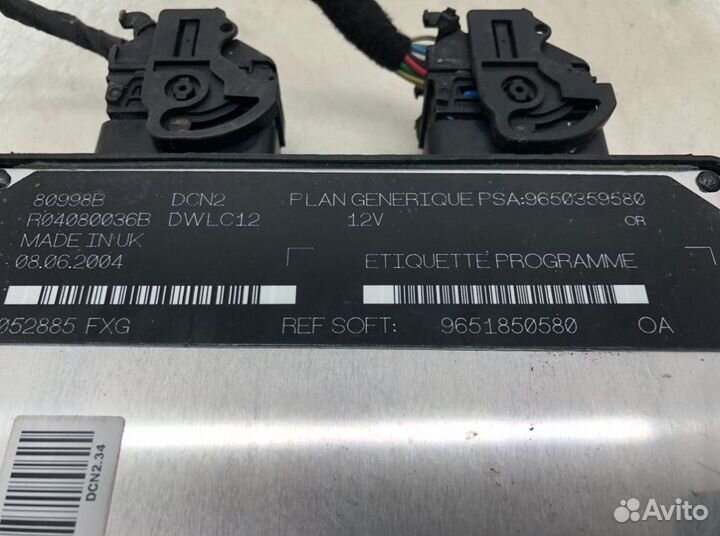 80998B DCN2 PLAN GENERIQUE PSA:9650359580
R04080036B DWLC12 12V OR
MADE IN UK
08.06.2004 ETIQUETTE PROGRAMME
052885 FXG REF SOFT: 9651850580 0A
DCN2.34
Avito